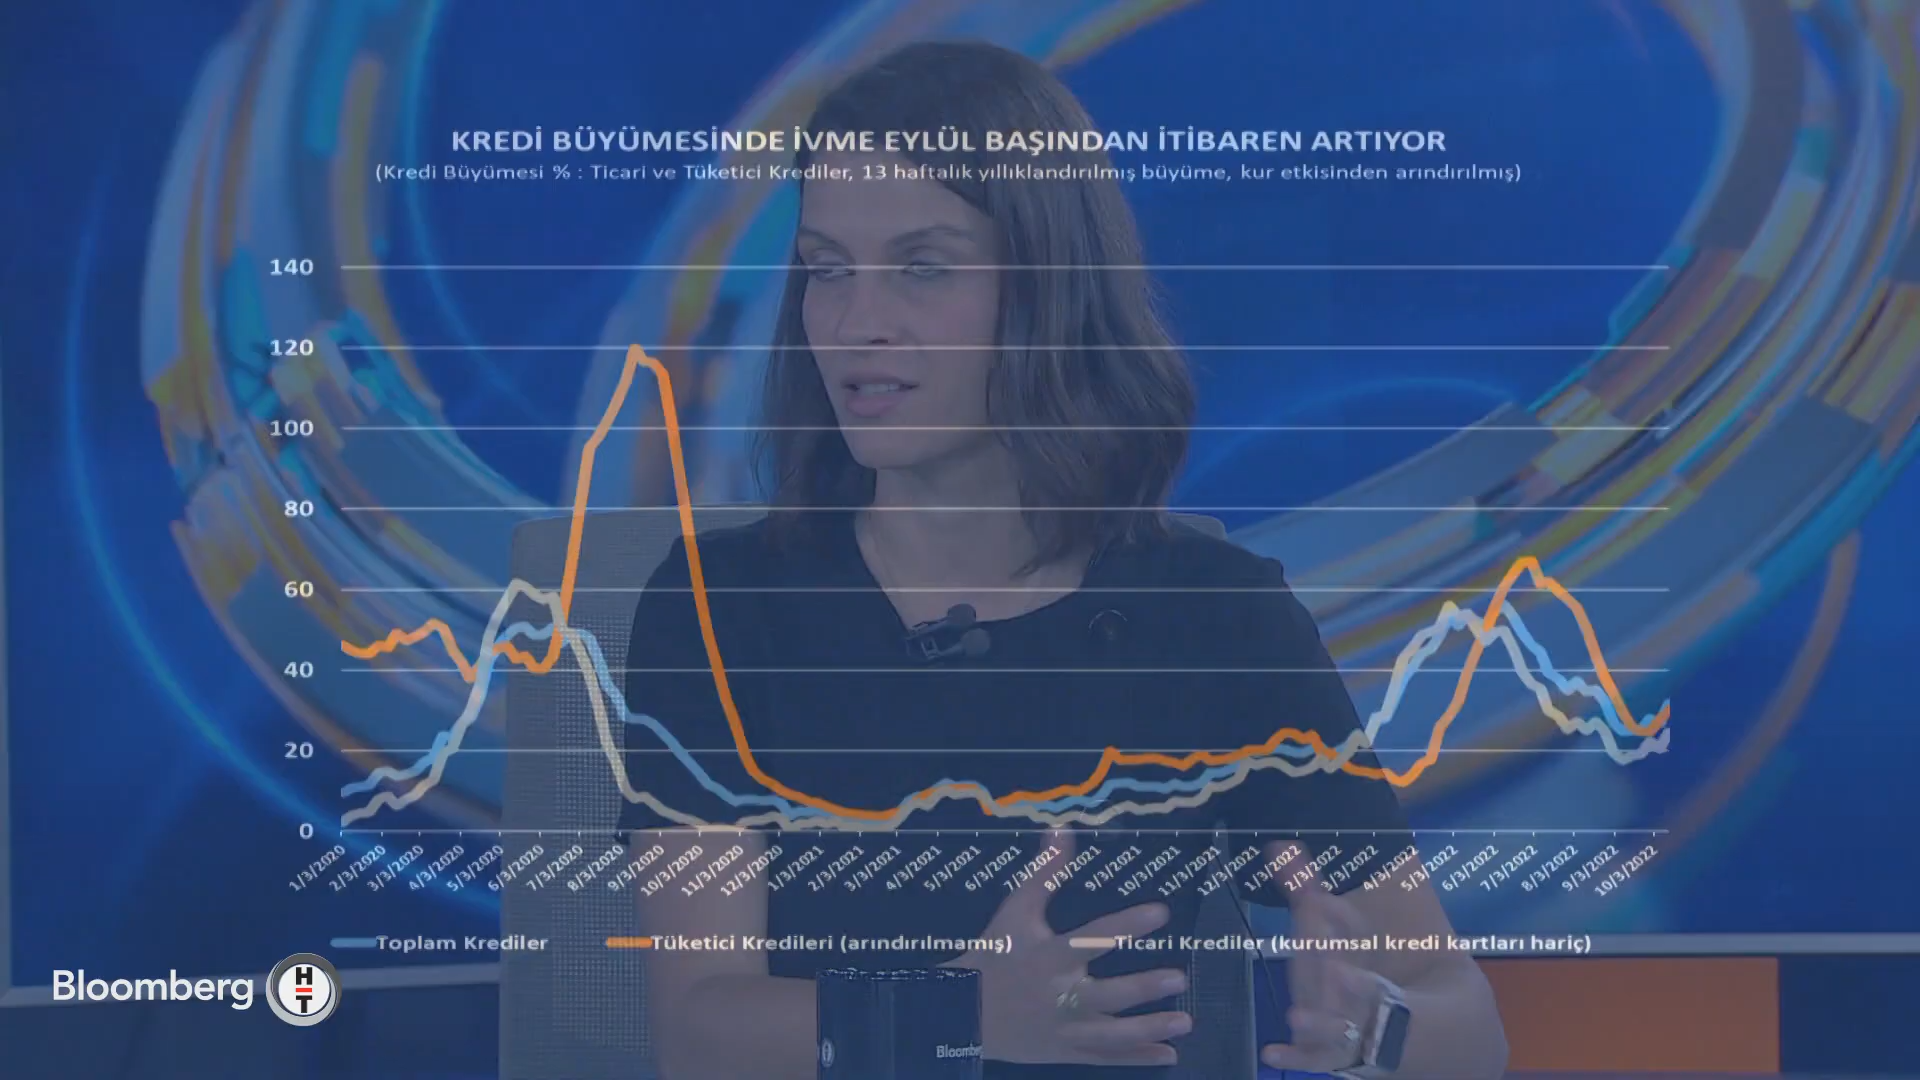 KREDİ BÜYÜMESİNDE İVME EYLÜL BAŞINDAN İTİBAREN ARTIYOR
(Kredi Büyümesi % : Ticari ve Tüketici Krediler, 13 haftalık yıllıklandırılmış büyüme, kur etkisinden arındırılmış)
140
120
100
80
60
40
20
0
1/3/2020 2/3/2020 3/3/2020 4/3/2020 5/3/2020 6/3/2020 7/3/2020 8/3/2020 9/3/2020 10/3/2020 11/3/2020 12/3/2020 1/3/2021 2/3/2021 3/3/2021 4/3/2021 5/3/2021 6/3/2021 7/3/2021 8/3/2021 9/3/2021 10/3/2021 11/3/2021 12/3/2021 1/3/2022 2/3/2022 3/3/2022 4/3/2022 5/3/2022 6/3/2022 7/3/2022 8/3/2022 9/3/2022 10/3/2022
Toplam Krediler Tüketici Kredileri (arındırılmamış) Ticari Krediler (kurumsal kredi kartları hariç)
Bloomberg HT
Bloomberg